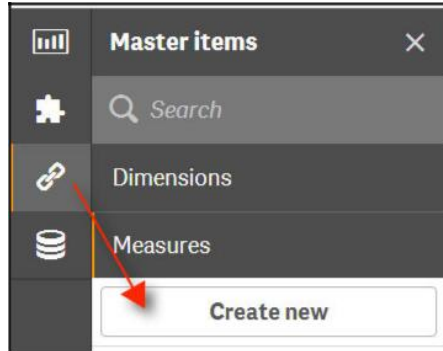 Master items
Search
Dimensions
Measures
Create new